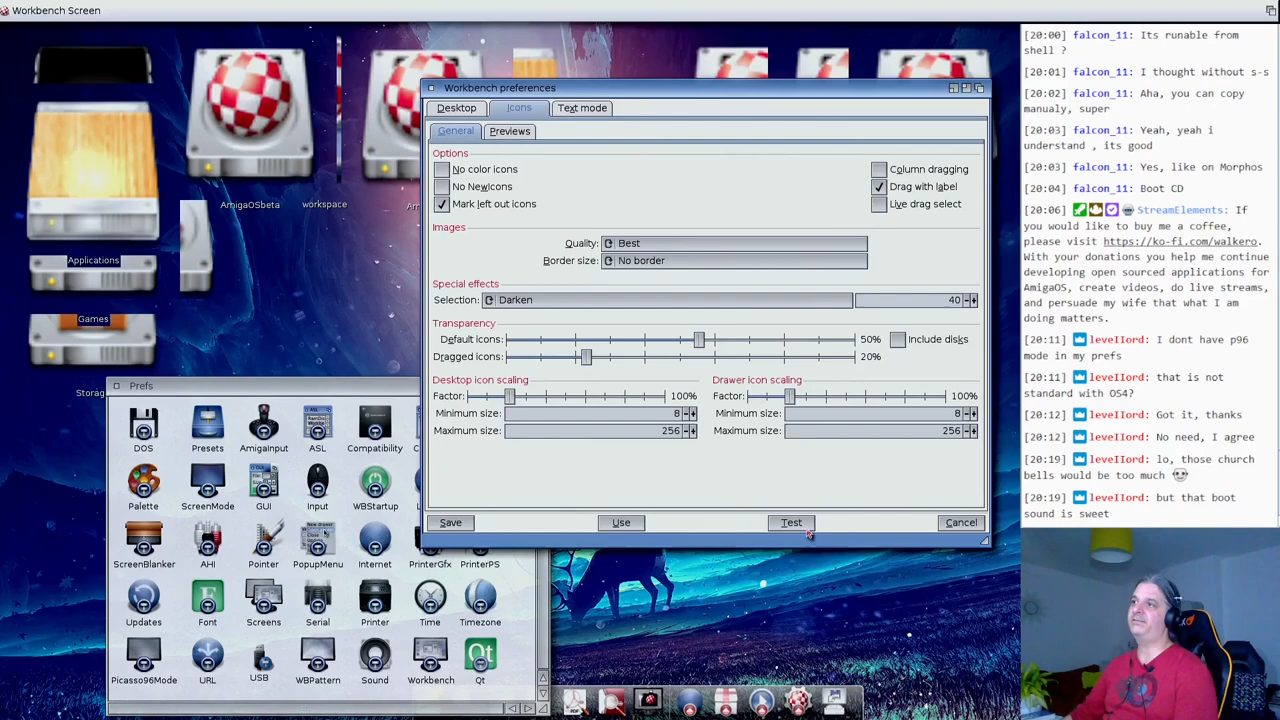 Workbench Screen
AmigaOSbeta
workspace
Applications
Games
Workbench preferences
Desktop
Icons
Text mode
General
Previews
Options
No color icons
Column dragging
No Newicons
Drag with label
Mark left out icons
Live drag select
Images
Quality: Best
Border size: No border
Special effects
Selection: Darken 40
Transparency
Default icons: 50% Include disks
Dragged icons: 20%
Desktop icon scaling
Factor: 100%
Minimum size: 8
Maximum size: 256
Drawer icon scaling
Factor: 100%
Minimum size: 8
Maximum size: 256
Save
Use
Test
Cancel
Prefs
DOS
Presets
AmigaInput
ASL
Compatibility
Palette
ScreenMode
GUI
Input
WBStartup
ScreenBlanker
AHI
Pointer
PopupMenu
Internet
PrinterGfx
PrinterPS
Updates
Font
Screens
Serial
Printer
Time
Timezone
Picasso96Mode
URL
USB
WBPattern
Sound
Workbench
Qt
[20:00] falcon_11: Its runable from
shell ?
[20:01] falcon_11: I thought without s-s
[20:02] falcon_11: Aha, you can copy
manualy, super
[20:03] falcon_11: Yeah, yeah i
understand , its good
[20:03] falcon_11: Yes, like on Morphos
[20:04] falcon_11: Boot CD
[20:06] StreamElements: If
you would like to buy me a coffee,
please visit https://ko-fi.com/walkero.
With your donations you help me continue
developing open sourced applications for
AmigaOS, create videos, do live streams,
and persuade my wife that what I am
doing matters.
[20:11] leveIIord: I dont have p96
mode in my prefs
[20:11] leveIIord: that is not
standard with OS4?
[20:12] leveIIord: Got it, thanks
[20:12] leveIIord: No need, I agree
[20:19] leveIIord: lo, those church
bells would be too much
[20:19] leveIIord: but that boot
sound is sweet